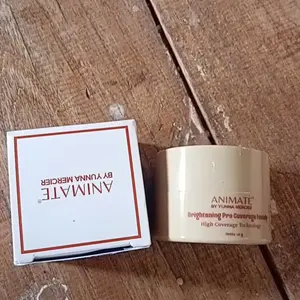 ANIMATE®
BY YUNNA MERCIER
ANIMATE®
BY YUNNA MERCIER
Brightening Pro Coverage
High Coverage Technology